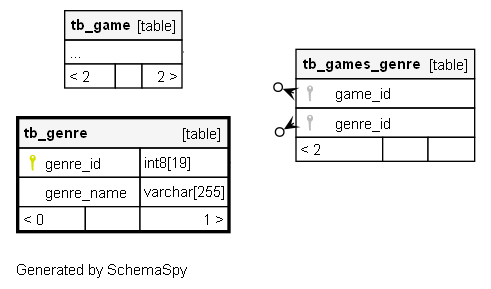 tb_game [table]
...
< 2 2 >
tb_games_genre [table]
game_id
genre_id
< 2
tb_genre [table]
genre_id int8[19]
genre_name varchar[255]
< 0 1 >
Generated by SchemaSpy